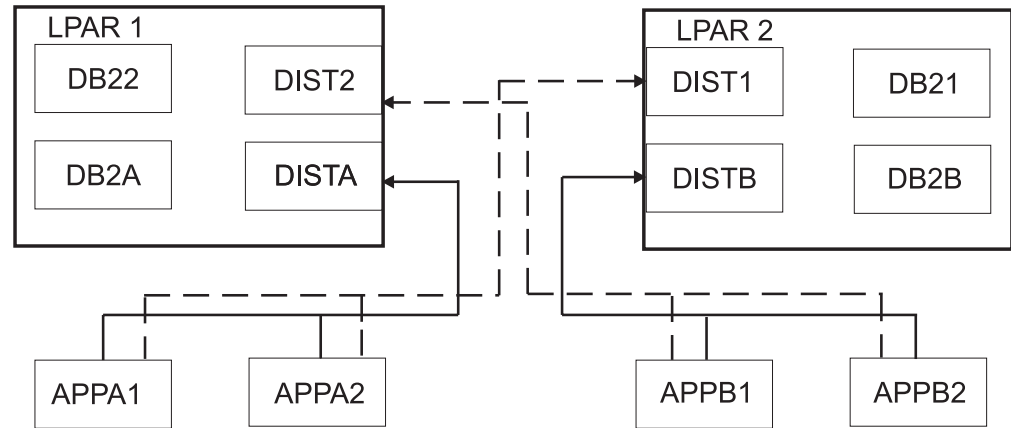 LPAR 1
DB22
DIST2
DB2A
DISTA
LPAR 2
DIST1
DB21
DISTB
DB2B
APPA1
APPA2
APPB1
APPB2